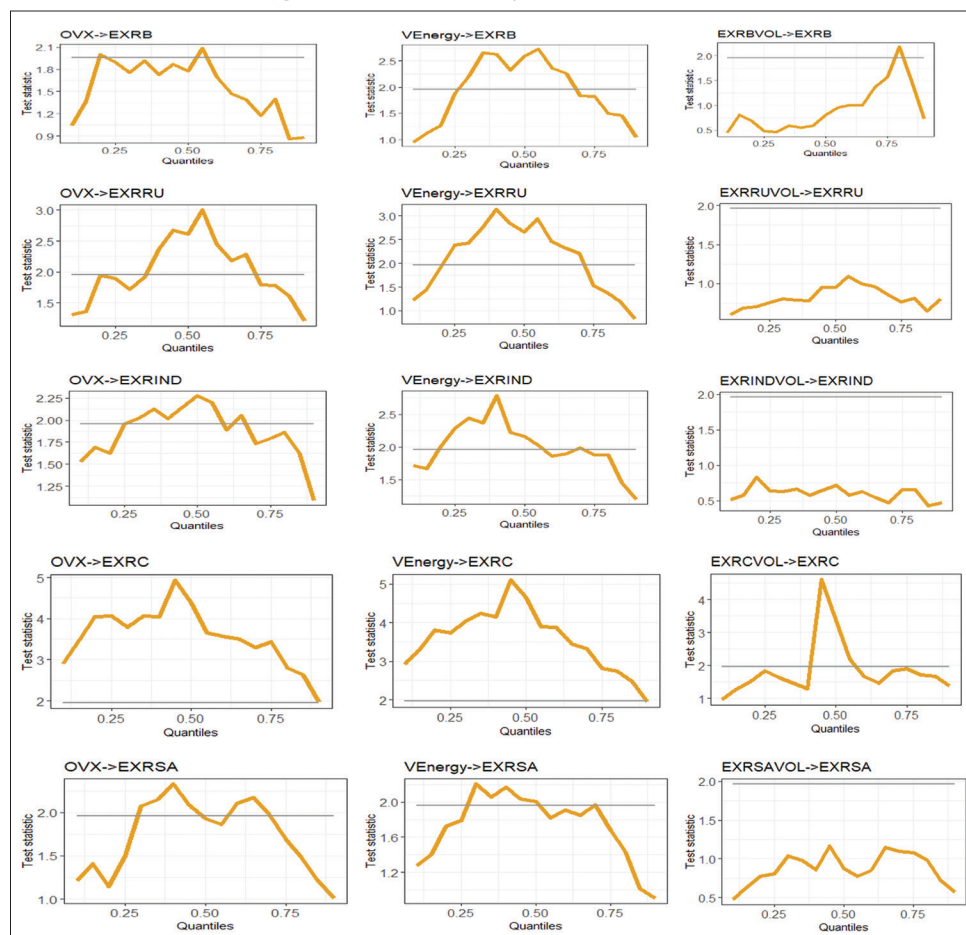 OVX->EXRB
Test statistic
2.1
1.8
1.5
1.2
0.9
0.25 0.50 0.75
Quantiles
VEnergy->EXRB
Test statistic
2.5
2.0
1.5
1.0
0.25 0.50 0.75
Quantiles
EXRBVOL->EXRB
Test statistic
2.0
1.5
1.0
0.5
0.25 0.50 0.75
Quantiles
OVX->EXRRU
Test statistic
3.0
2.5
2.0
1.5
0.25 0.50 0.75
Quantiles
VEnergy->EXRRU
Test statistic
3.0
2.5
2.0
1.5
1.0
0.25 0.50 0.75
Quantiles
EXRRUVOL->EXRRU
Test statistic
2.0
1.5
1.0
0.25 0.50 0.75
Quantiles
OVX->EXRIND
Test statistic
2.25
2.00
1.75
1.50
1.25
0.25 0.50 0.75
Quantiles
VEnergy->EXRIND
Test statistic
2.5
2.0
1.5
0.25 0.50 0.75
Quantiles
EXRINDVOL->EXRIND
Test statistic
2.0
1.5
1.0
0.5
0.25 0.50 0.75
Quantiles
OVX->EXRC
Test statistic
5
4
3
2
0.25 0.50 0.75
Quantiles
VEnergy->EXRC
Test statistic
5
4
3
2
0.25 0.50 0.75
Quantiles
EXRCVOL->EXRC
Test statistic
4
3
2
1
0.25 0.50 0.75
Quantiles
OVX->EXRSA
Test statistic
2.0
1.5
1.0
0.25 0.50 0.75
Quantiles
VEnergy->EXRSA
Test statistic
2.0
1.6
1.2
0.25 0.50 0.75
Quantiles
EXRSAVOL->EXRSA
Test statistic
2.0
1.5
1.0
0.5
0.25 0.50 0.75
Quantiles